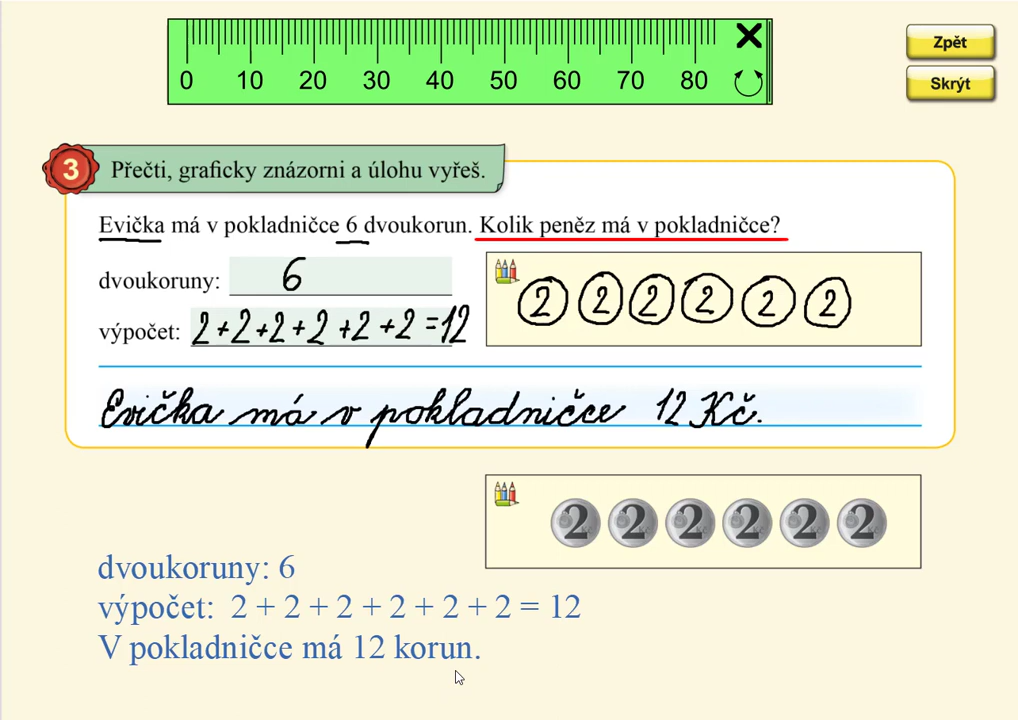 0 10 20 30 40 50 60 70 80
Zpět
Skrýt
3 Přečti, graficky znázorni a úlohu vyřeš.
Evička má v pokladničce 6 dvoukorun. Kolik peněz má v pokladničce?
dvoukoruny: 6
2 2 2 2 2 2
výpočet: 2+2+2+2+2+2=12
Evička má v pokladničce 12 Kč.
2 2 2 2 2 2
dvoukoruny: 6
výpočet: 2 + 2 + 2 + 2 + 2 + 2 = 12
V pokladničce má 12 korun.